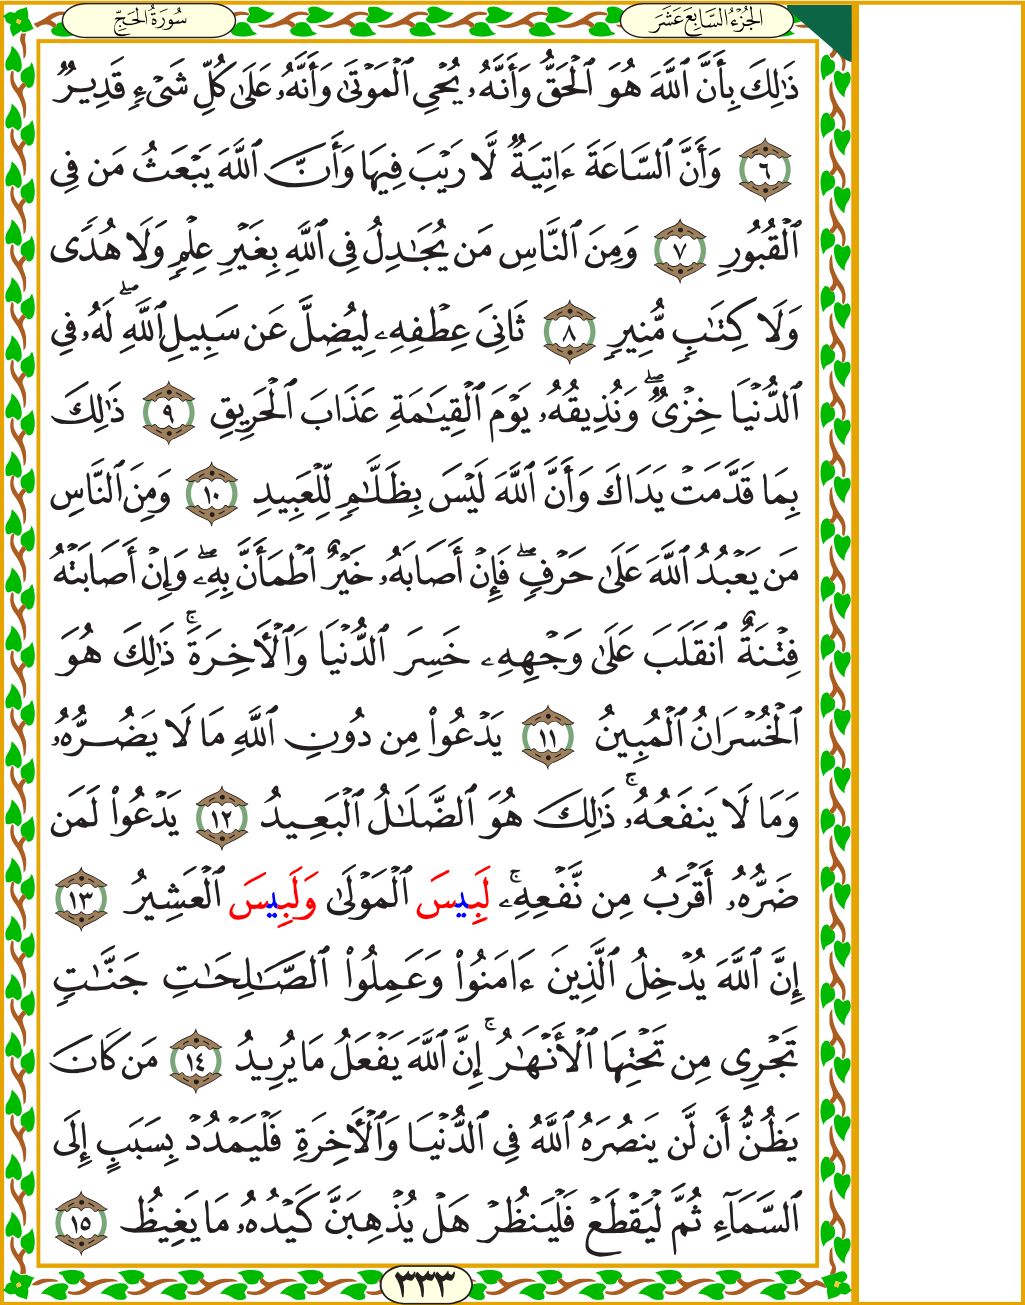 سُورَةُ الحَجِّ
الجُزْءُ السَّابِعَ عَشَرَ
ذَٰلِكَ بِأَنَّ ٱللَّهَ هُوَ ٱلْحَقُّ وَأَنَّهُۥ يُحْيِ ٱلْمَوْتَىٰ وَأَنَّهُۥ عَلَىٰ كُلِّ شَىْءٍۢ قَدِيرٌۭ
٦ وَأَنَّ ٱلسَّاعَةَ ءَاتِيَةٌۭ لَّا رَيْبَ فِيهَا وَأَنَّ ٱللَّهَ يَبْعَثُ مَن فِى
ٱلْقُبُورِ ٧ وَمِنَ ٱلنَّاسِ مَن يُجَـٰدِلُ فِى ٱللَّهِ بِغَيْرِ عِلْمٍۢ وَلَا هُدًى
وَلَا كِتَـٰبٍۢ مُّنِيرٍۢ ٨ ثَانِىَ عِطْفِهِۦ لِيُضِلَّ عَن سَبِيلِ ٱللَّهِ ۖ لَهُۥ فِى
ٱلدُّنْيَا خِزْىٌۭ ۖ وَنُذِيقُهُۥ يَوْمَ ٱلْقِيَـٰمَةِ عَذَابَ ٱلْحَرِيقِ ٩ ذَٰلِكَ
بِمَا قَدَّمَتْ يَدَاكَ وَأَنَّ ٱللَّهَ لَيْسَ بِظَلَّـٰمٍۢ لِّلْعَبِيدِ ١٠ وَمِنَ ٱلنَّاسِ
مَن يَعْبُدُ ٱللَّهَ عَلَىٰ حَرْفٍۢ ۖ فَإِنْ أَصَابَهُۥ خَيْرٌ ٱطْمَأَنَّ بِهِۦ ۖ وَإِنْ أَصَابَتْهُ
فِتْنَةٌ ٱنقَلَبَ عَلَىٰ وَجْهِهِۦ خَسِرَ ٱلدُّنْيَا وَٱلْـَٔاخِرَةَ ۚ ذَٰلِكَ هُوَ
ٱلْخُسْرَانُ ٱلْمُبِينُ ١١ يَدْعُوا۟ مِن دُونِ ٱللَّهِ مَا لَا يَضُرُّهُۥ
وَمَا لَا يَنفَعُهُۥ ۚ ذَٰلِكَ هُوَ ٱلضَّلَـٰلُ ٱلْبَعِيدُ ١٢ يَدْعُوا۟ لَمَن
ضَرُّهُۥٓ أَقْرَبُ مِن نَّفْعِهِۦ ۚ لَبِيسَ ٱلْمَوْلَىٰ وَلَبِيسَ ٱلْعَشِيرُ ١٣
إِنَّ ٱللَّهَ يُدْخِلُ ٱلَّذِينَ ءَامَنُوا۟ وَعَمِلُوا۟ ٱلصَّـٰلِحَـٰتِ جَنَّـٰتٍۢ
تَجْرِى مِن تَحْتِهَا ٱلْأَنْهَـٰرُ ۚ إِنَّ ٱللَّهَ يَفْعَلُ مَا يُرِيدُ ١٤ مَن كَانَ
يَظُنُّ أَن لَّن يَنصُرَهُ ٱللَّهُ فِى ٱلدُّنْيَا وَٱلْـَٔاخِرَةِ فَلْيَمْدُدْ بِسَبَبٍ إِلَى
ٱلسَّمَآءِ ثُمَّ لْيَقْطَعْ فَلْيَنظُرْ هَلْ يُذْهِبَنَّ كَيْدُهُۥ مَا يَغِيظُ ١٥
٣٣٣